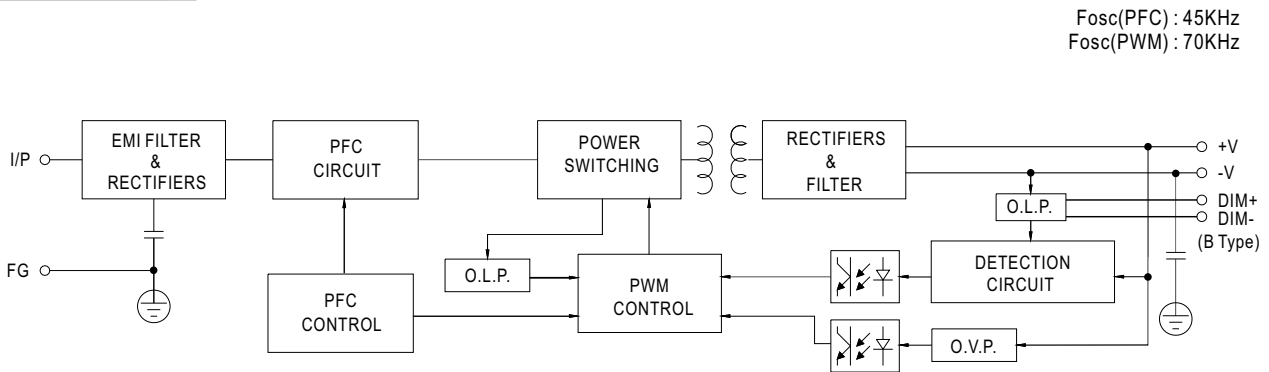 Fosc(PFC) : 45KHz
Fosc(PWM) : 70KHz
I/P
EMI FILTER
&
RECTIFIERS
PFC
CIRCUIT
POWER
SWITCHING
RECTIFIERS
&
FILTER
+V
-V
O.L.P.
DIM+
DIM-
(B Type)
FG
O.L.P.
PFC
CONTROL
PWM
CONTROL
DETECTION
CIRCUIT
O.V.P.